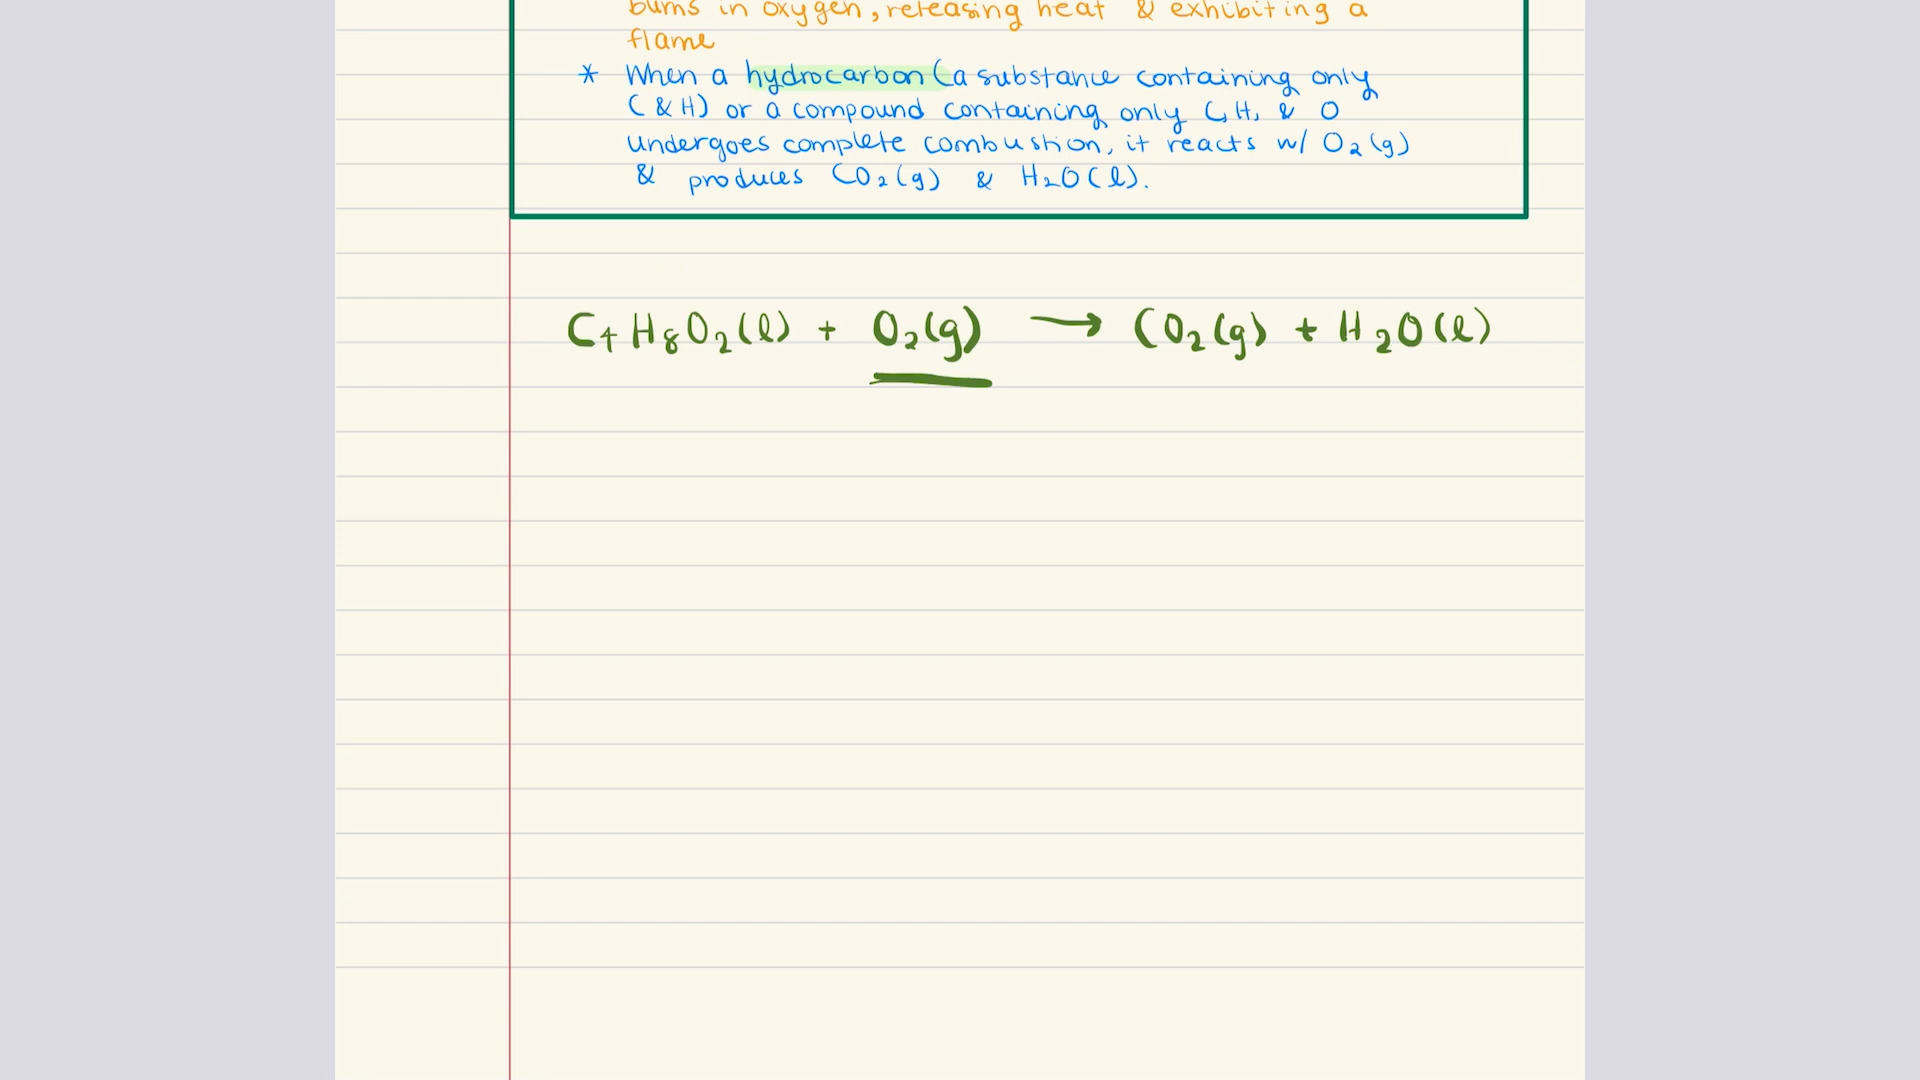 burns in oxygen, releasing heat & exhibiting a
flame
* When a hydrocarbon (a substance containing only
C & H) or a compound containing only C, H, & O
undergoes complete combustion, it reacts w/ O₂(g)
& produces CO₂(g) & H₂O(l).
C₄H₈O₂(l) + O₂(g) → CO₂(g) + H₂O(l)